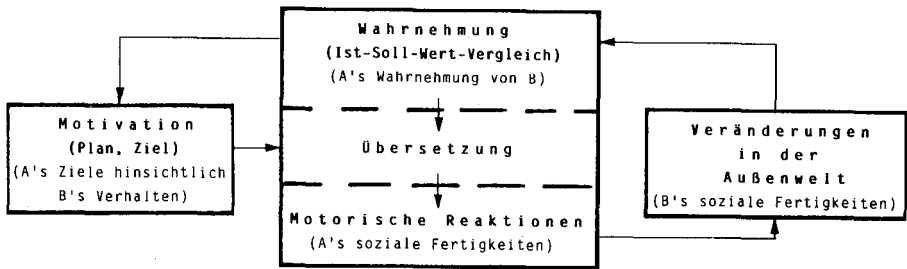 Wahrnehmung
(Ist-Soll-Wert-Vergleich)
(A's Wahrnehmung von B)
Motivation
(Plan, Ziel)
(A's Ziele hinsichtlich
B's Verhalten)
Übersetzung
Motorische Reaktionen
(A's soziale Fertigkeiten)
Veränderungen
in der
Außenwelt
(B's soziale Fertigkeiten)